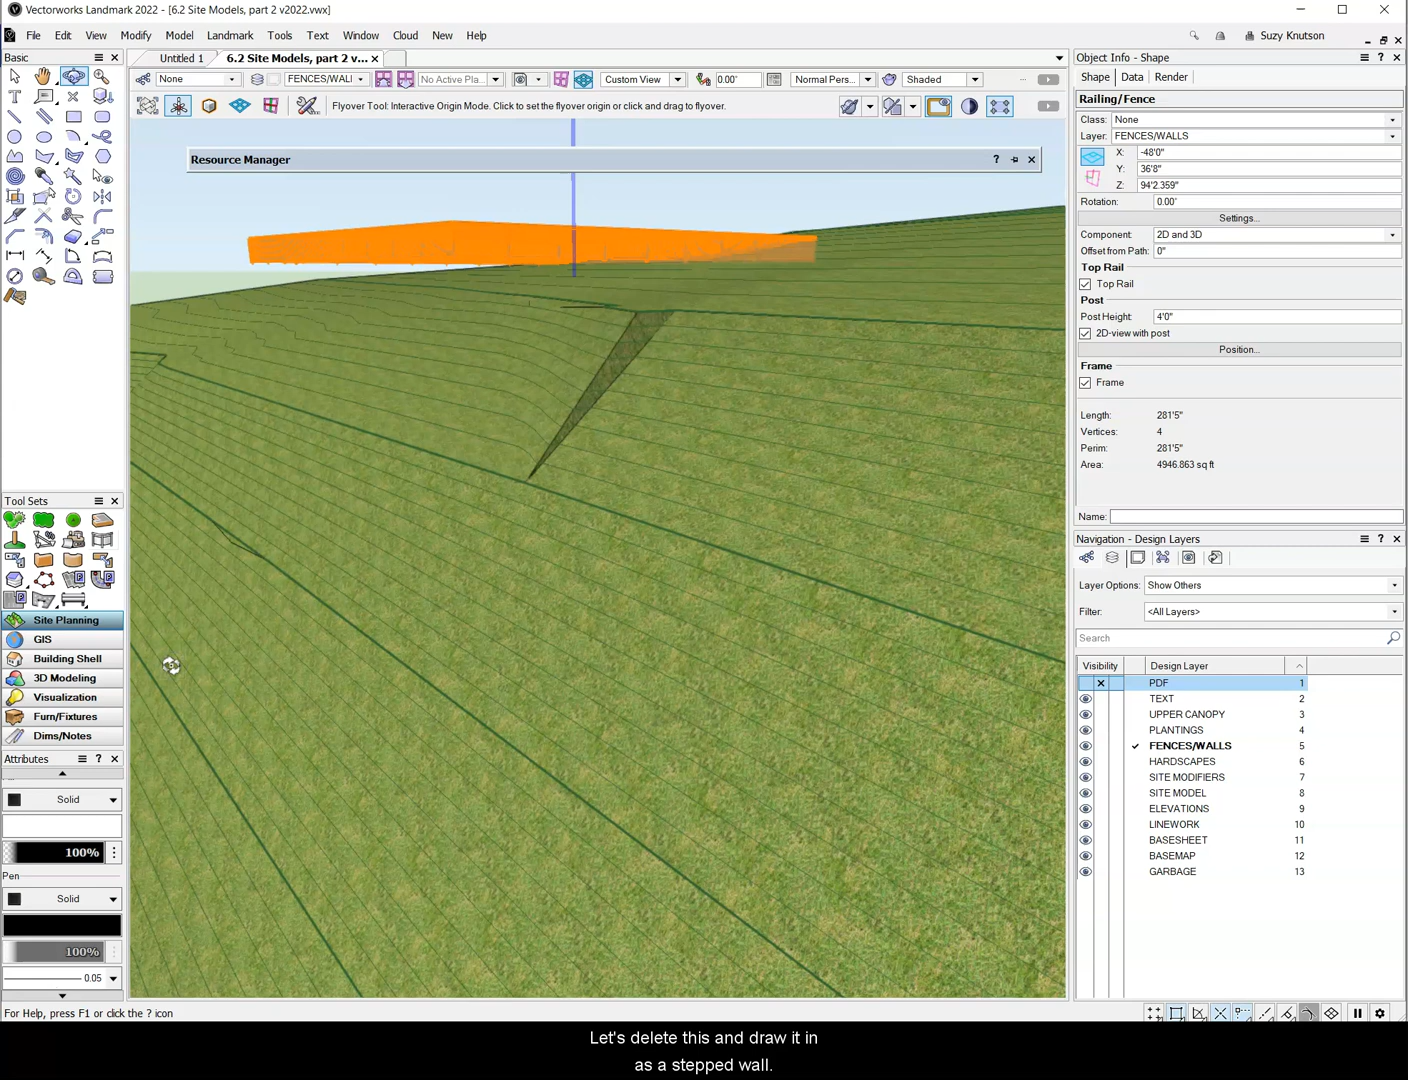 Vectorworks Landmark 2022 - [6.2 Site Models, part 2 v2022.vwx]
File Edit View Modify Model Landmark Tools Text Window Cloud New Help
Suzy Knutson
Basic
Untitled 1
6.2 Site Models, part 2 v...
None
FENCES/WALL
No Active Pla...
0.00'
Custom View
Normal Pers...
Shaded
Flyover Tool: Interactive Origin Mode. Click to set the flyover origin or click and drag to flyover.
Resource Manager
Tool Sets
Site Planning
GIS
Building Shell
3D Modeling
Visualization
Furn/Fixtures
Dims/Notes
Attributes
Solid
100%
Pen
Solid
100%
0.05
Object Info - Shape
Shape Data Render
Railing/Fence
Class: None
Layer: FENCES/WALLS
X: -48'0"
Y: 36'8"
Z: 94'2.359"
Rotation: 0.00'
Settings...
Component: 2D and 3D
Offset from Path: 0"
Top Rail
Top Rail
Post
Post Height: 4'0"
2D-view with post
Position...
Frame
Frame
Length: 281'5"
Vertices: 4
Perim: 281'5"
Area: 4946.863 sq ft
Name:
Navigation - Design Layers
Layer Options: Show Others
Filter: <All Layers>
Search
Visibility Design Layer #
PDF 1
TEXT 2
UPPER CANOPY 3
PLANTINGS 4
FENCES/WALLS 5
HARDSCAPES 6
SITE MODIFIERS 7
SITE MODEL 8
ELEVATIONS 9
LINEWORK 10
BASESHEET 11
BASEMAP 12
GARBAGE 13
For Help, press F1 or click the ? icon
Let's delete this and draw it in
as a stepped wall.